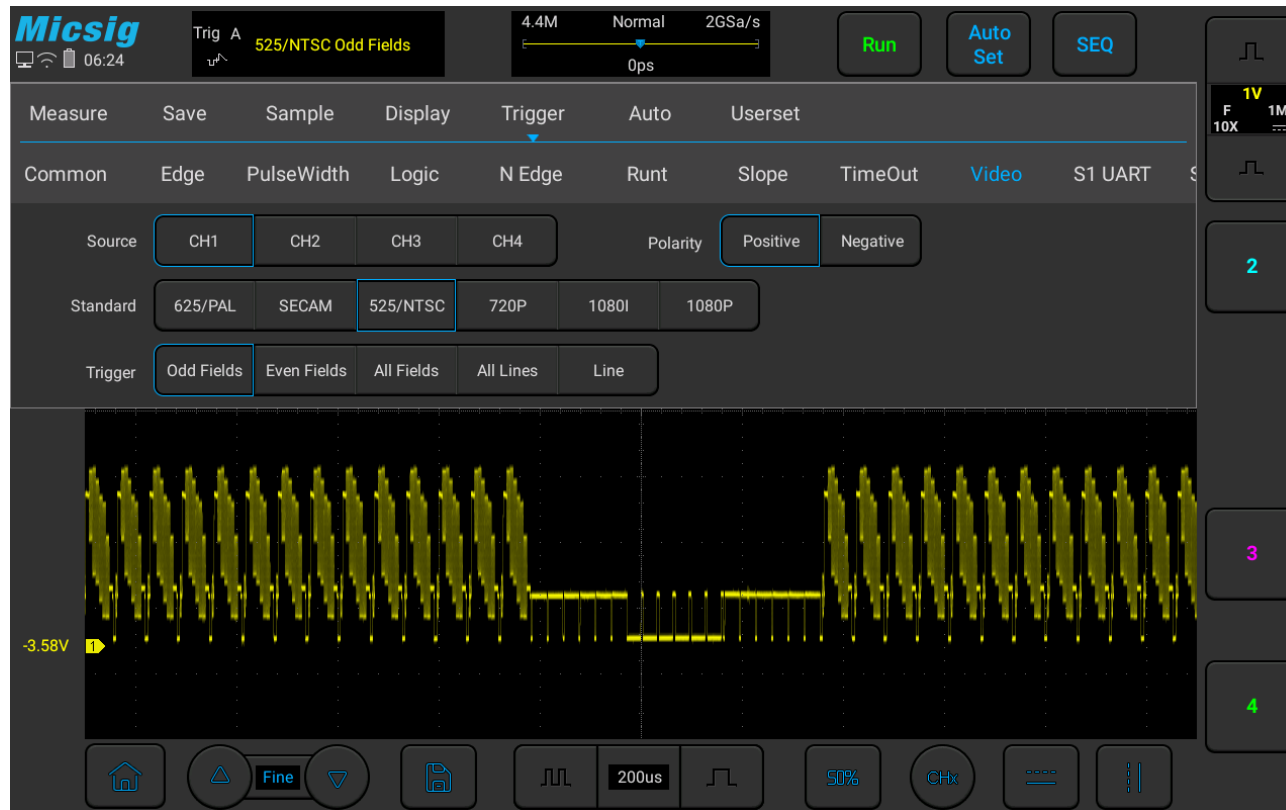 Micsig
06:24
Trig A
525/NTSC Odd Fields
4.4M Normal 2GSa/s
0ps
Run
Auto Set
SEQ
Measure Save Sample Display Trigger Auto Userset
Common Edge PulseWidth Logic N Edge Runt Slope TimeOut Video S1 UART S
1V
F 1M
10X
Source CH1 CH2 CH3 CH4 Polarity Positive Negative
Standard 625/PAL SECAM 525/NTSC 720P 1080I 1080P
Trigger Odd Fields Even Fields All Fields All Lines Line
2
3
-3.58V 1
4
Fine 200us 50% CHx